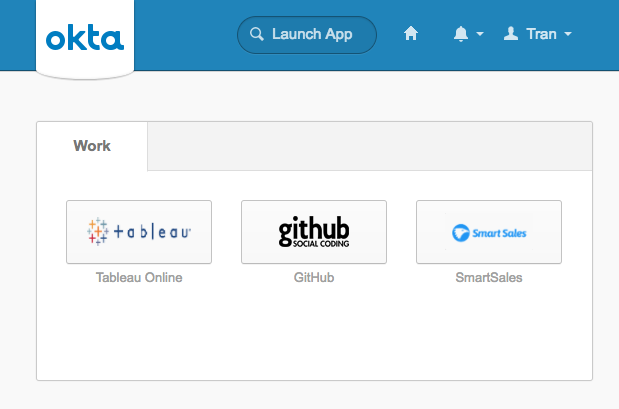 okta
Launch App
Tran
Work
tableau
github
SOCIAL CODING
Smart Sales
Tableau Online
GitHub
SmartSales